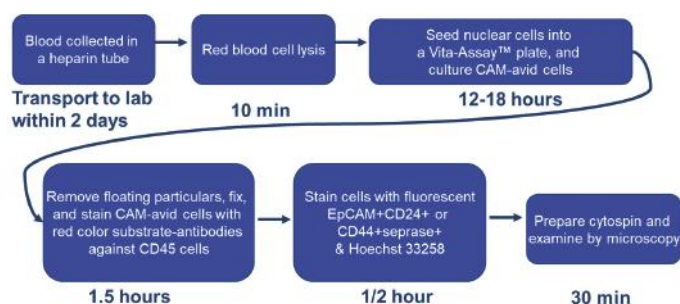 Blood collected in
a heparin tube
Red blood cell lysis
Seed nuclear cells into
a Vita-Assay™ plate, and
culture CAM-avid cells
Transport to lab
within 2 days
10 min
12-18 hours
Remove floating particulars, fix,
and stain CAM-avid cells with
red color substrate-antibodies
against CD45 cells
Stain cells with fluorescent
EpCAM+CD24+ or
CD44+seprase+
& Hoechst 33258
Prepare cytospin and
examine by microscopy
1.5 hours
1/2 hour
30 min